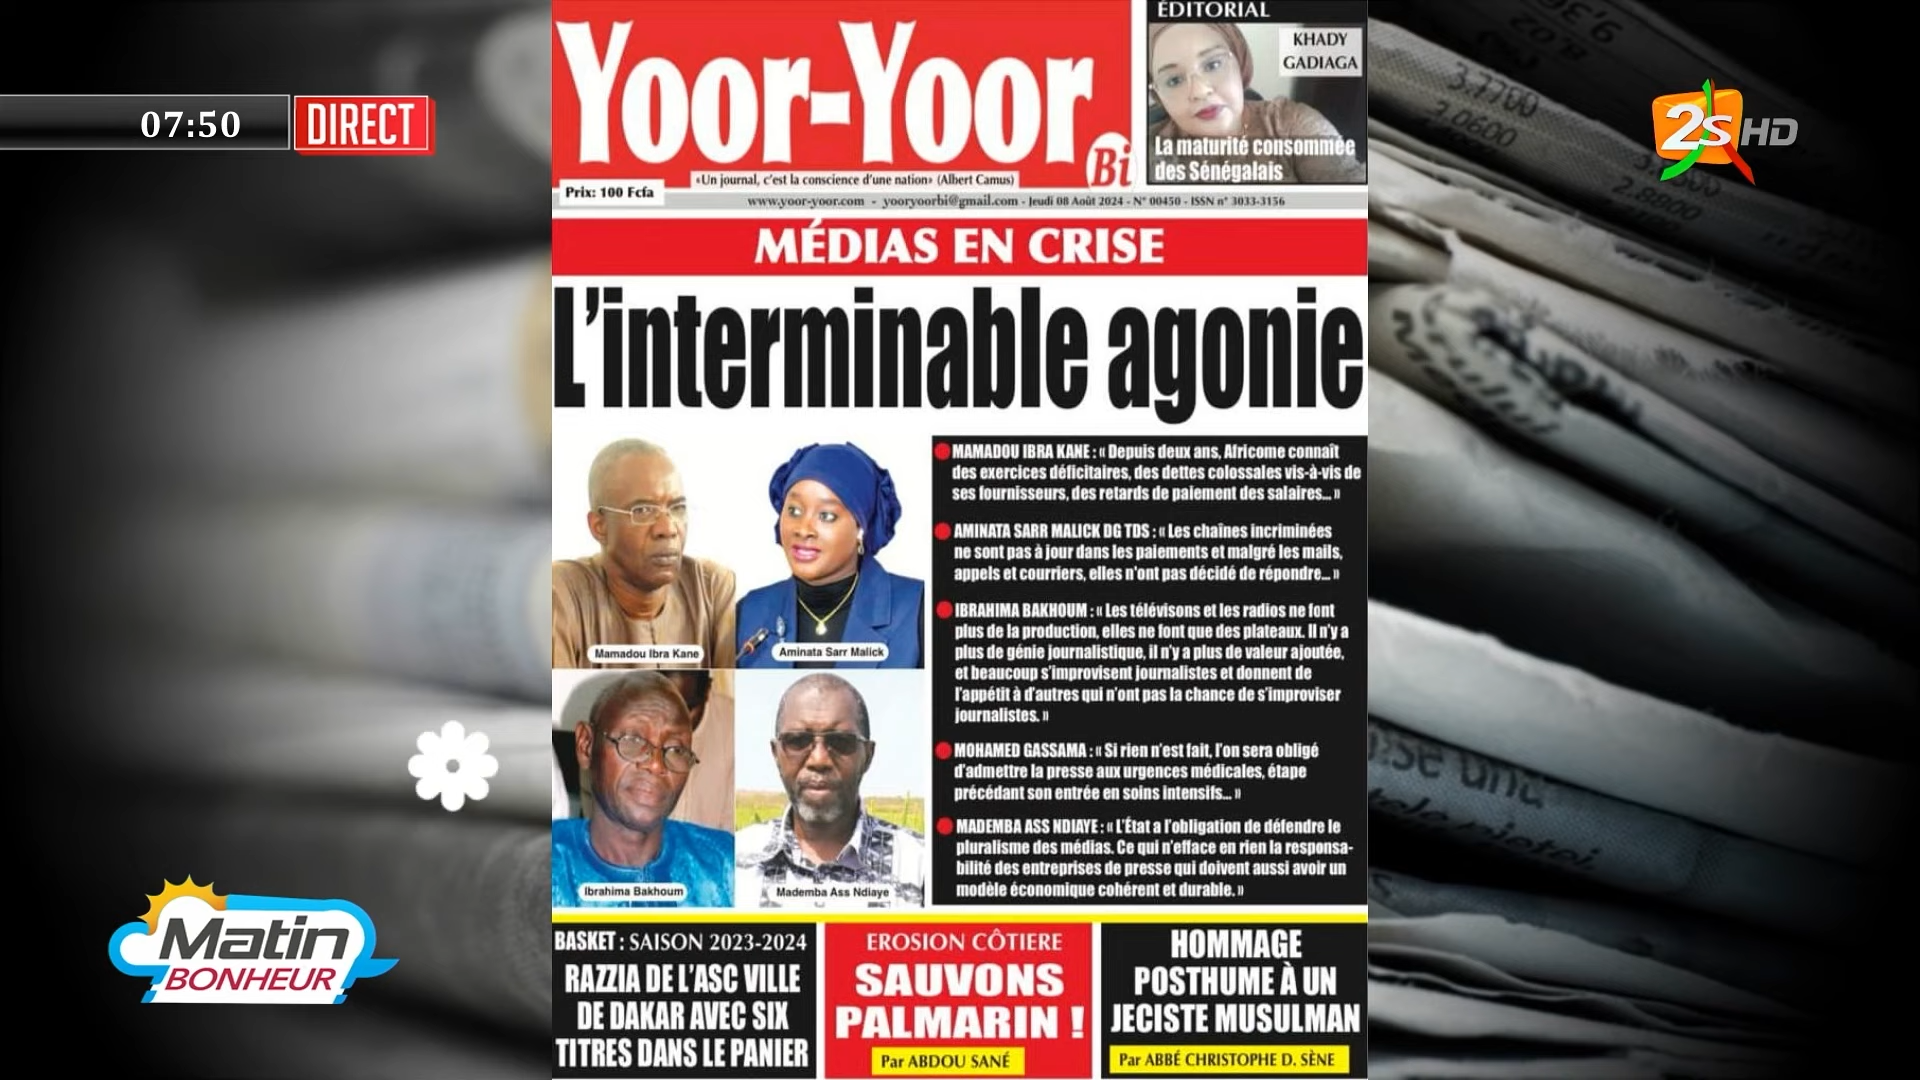 07:50
DIRECT
2S HD
Yoor-Yoor
Bi
«Un journal, c'est la conscience d'une nation» (Albert Camus)
Prix: 100 Fcfa
www.yoor-yoor.com - yooryoorbi@gmail.com - Jeudi 08 Août 2024 - N° 00450 - ISSN n° 3033-3156
ÉDITORIAL
KHADY
GADIAGA
La maturité consommée
des Sénégalais
MÉDIAS EN CRISE
L'interminable agonie
Mamadou Ibra Kane
Aminata Sarr Malick
Ibrahima Bakhoum
Mademba Ass Ndiaye
MAMADOU IBRA KANE : « Depuis deux ans, Africome connaît
des exercices déficitaires, des dettes colossales vis-à-vis de
ses fournisseurs, des retards de paiement des salaires... »
AMINATA SARR MALICK DG TDS : « Les chaînes incriminées
ne sont pas à jour dans les paiements et malgré les mails,
appels et courriers, elles n'ont pas décidé de répondre... »
IBRAHIMA BAKHOUM : « Les télévisons et les radios ne font
plus de la production, elles ne font que des plateaux. Il n'y a
plus de génie journalistique, il n'y a plus de valeur ajoutée,
et beaucoup s'improvisent journalistes et donnent de
l'appétit à d'autres qui n'ont pas la chance de s'improviser
journalistes. »
MOHAMED GASSAMA : « Si rien n'est fait, l'on sera obligé
d'admettre la presse aux urgences médicales, étape
précédant son entrée en soins intensifs... »
MADEMBA ASS NDIAYE : « L'État a l'obligation de défendre le
pluralisme des médias. Ce qui n'efface en rien la responsa-
bilité des entreprises de presse qui doivent aussi avoir un
modèle économique cohérent et durable. »
BASKET : SAISON 2023-2024
RAZZIA DE L'ASC VILLE
DE DAKAR AVEC SIX
TITRES DANS LE PANIER
EROSION CÔTIERE
SAUVONS
PALMARIN !
Par ABDOU SANÉ
HOMMAGE
POSTHUME À UN
JECISTE MUSULMAN
Par ABBÉ CHRISTOPHE D. SÈNE
Matin
BONHEUR
3.7700
3.0600
2.8800